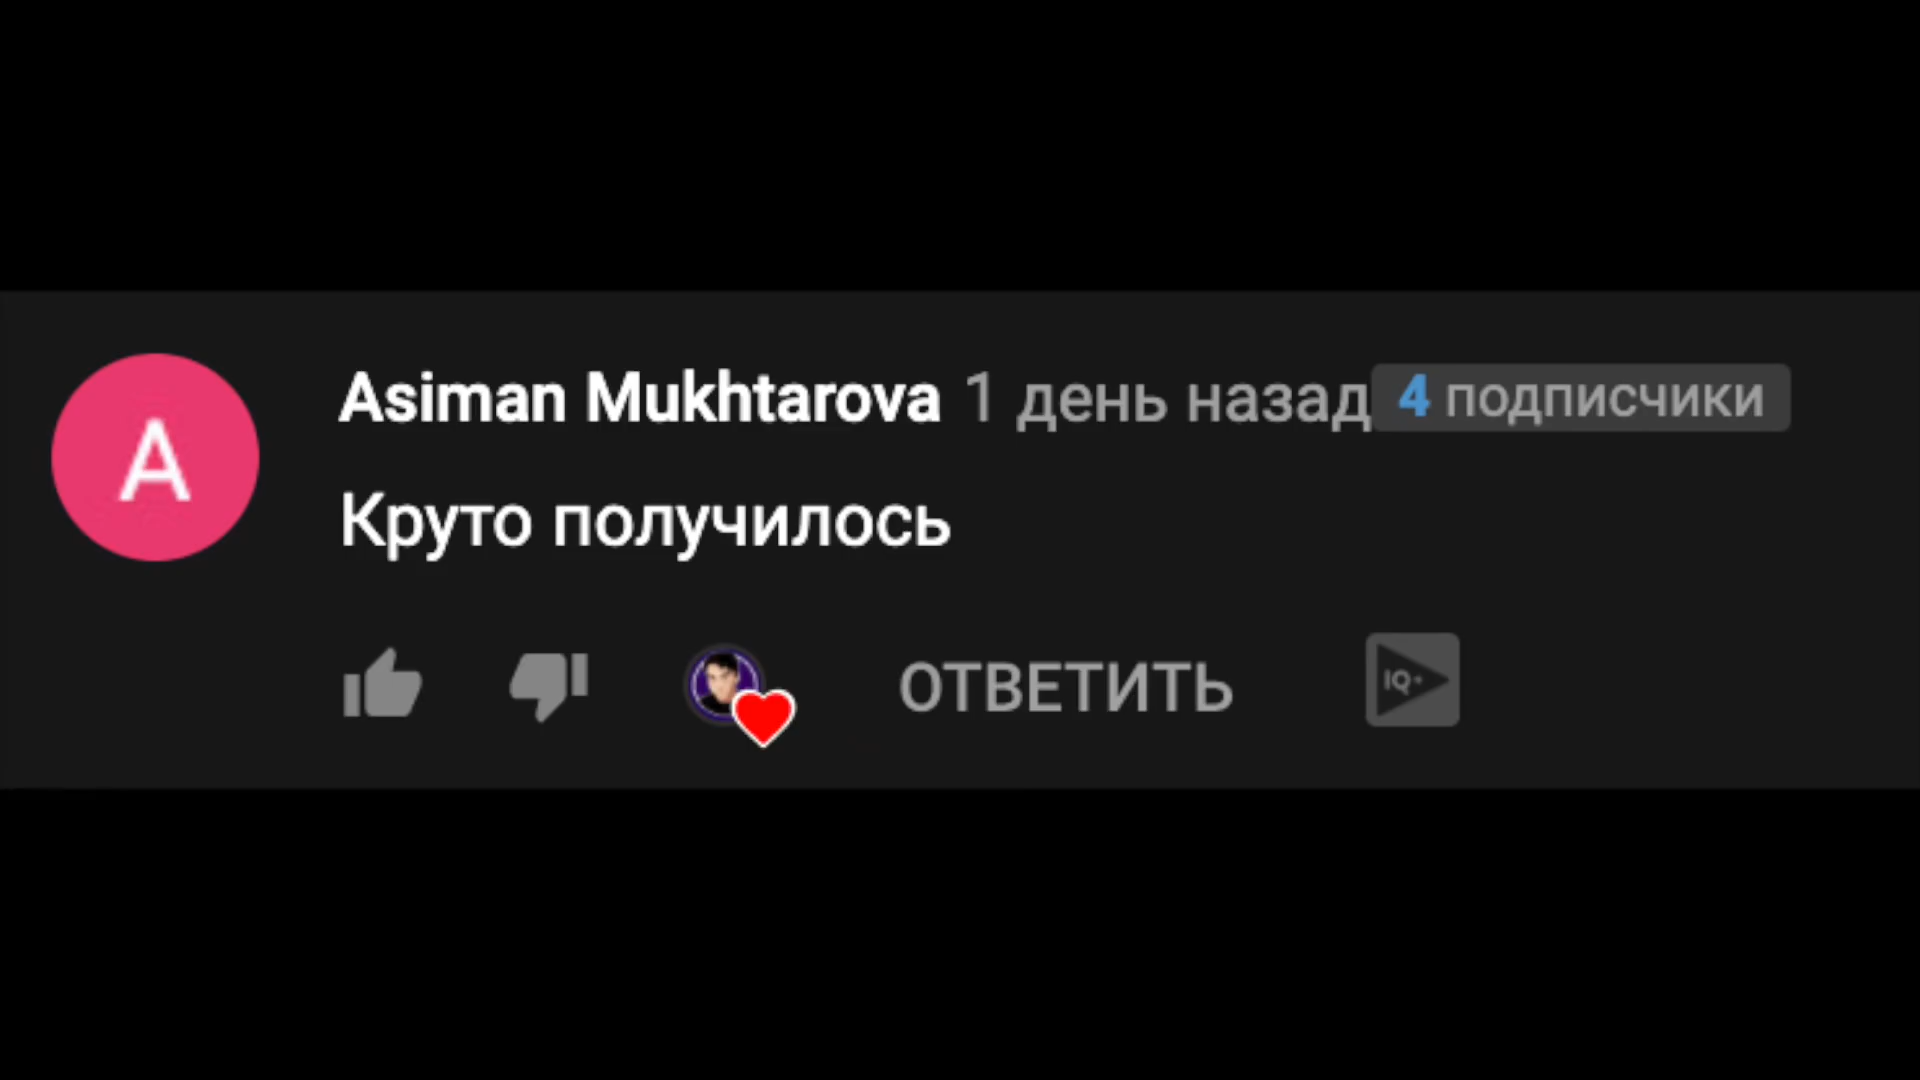 A
Asiman Mukhtarova 1 день назад 4 подписчики
Круто получилось
ОТВЕТИТЬ
IQ+